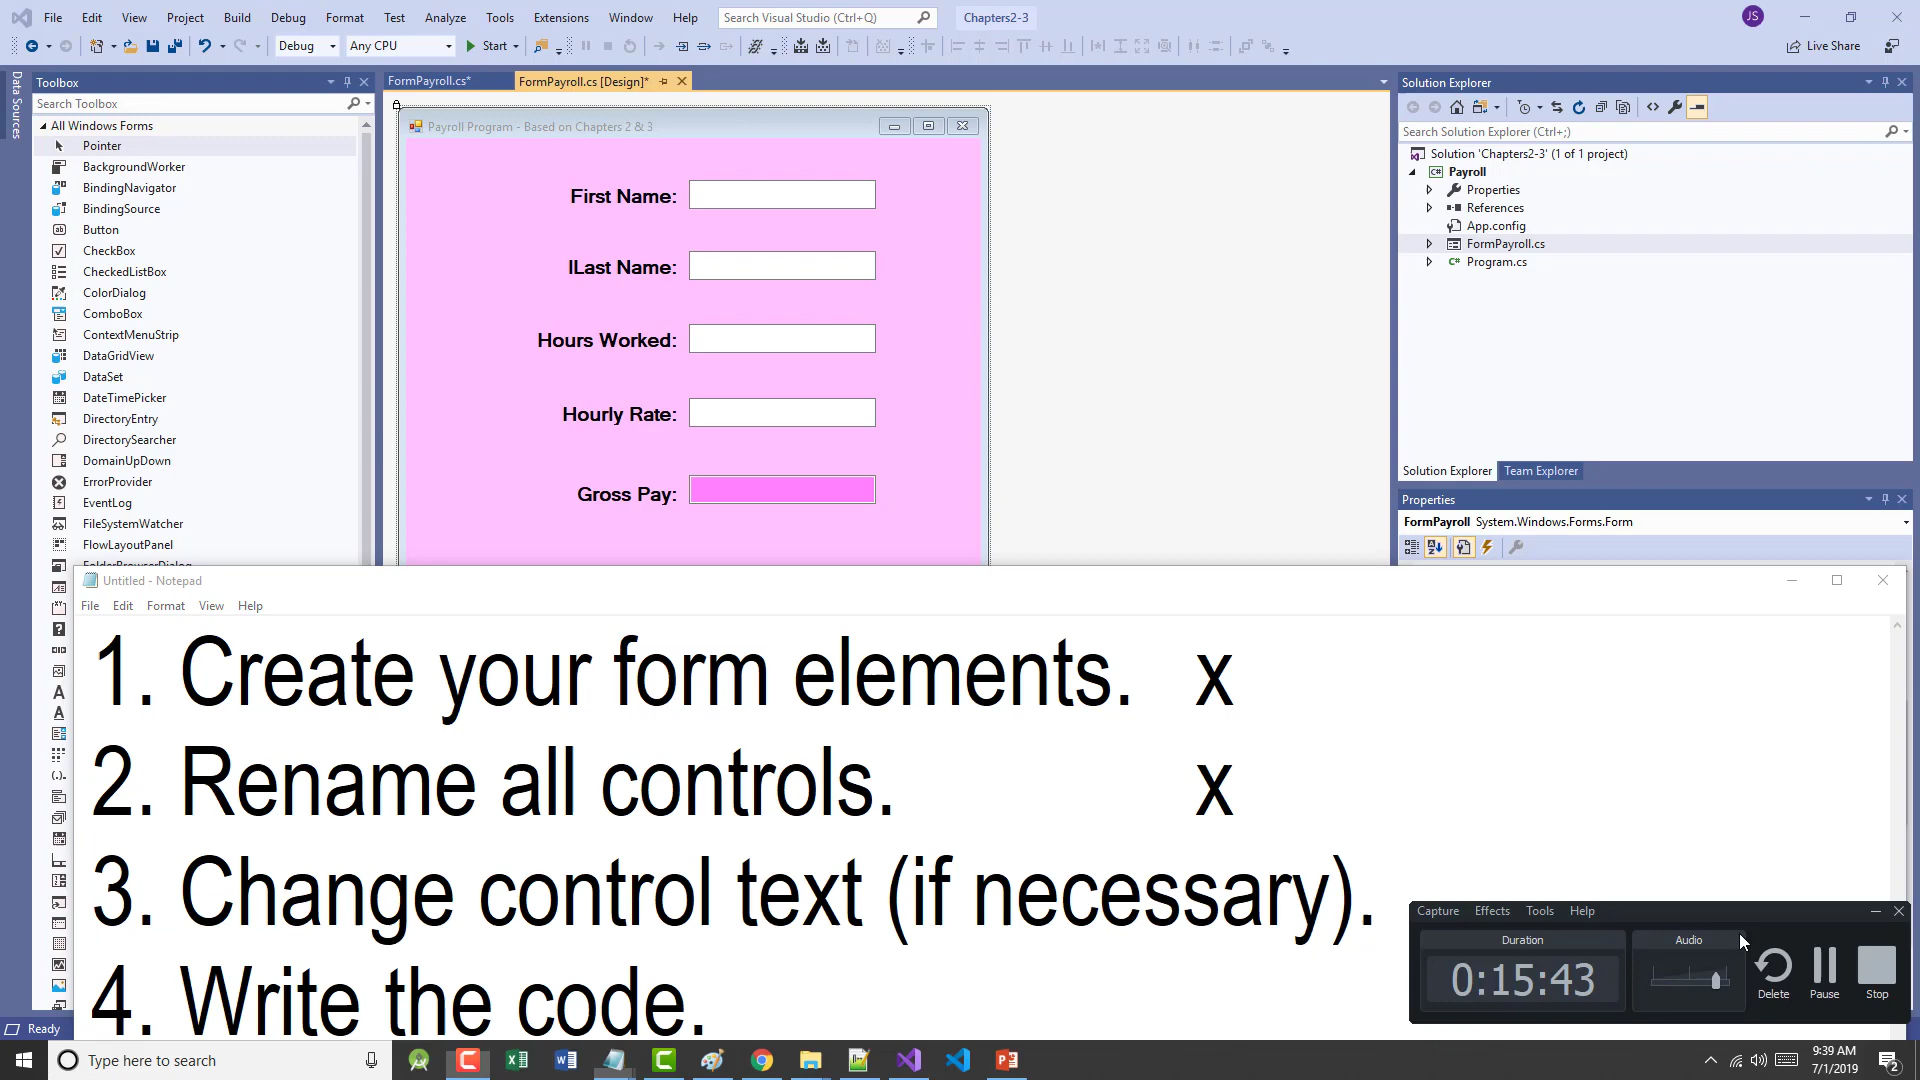 File Edit View Project Build Debug Format Test Analyze Tools Extensions Window Help Search Visual Studio (Ctrl+Q) Chapters2-3 JS
Debug Any CPU Start Live Share
Data Sources
Toolbox
Search Toolbox
All Windows Forms
Pointer
BackgroundWorker
BindingNavigator
BindingSource
Button
CheckBox
CheckedListBox
ColorDialog
ComboBox
ContextMenuStrip
DataGridView
DataSet
DateTimePicker
DirectoryEntry
DirectorySearcher
DomainUpDown
ErrorProvider
EventLog
FileSystemWatcher
FlowLayoutPanel
FolderBrowserDialog
FormPayroll.cs* FormPayroll.cs [Design]*
Payroll Program - Based on Chapters 2 & 3
First Name:
lLast Name:
Hours Worked:
Hourly Rate:
Gross Pay:
Solution Explorer
Search Solution Explorer (Ctrl+;)
Solution 'Chapters2-3' (1 of 1 project)
Payroll
Properties
References
App.config
FormPayroll.cs
Program.cs
Solution Explorer Team Explorer
Properties
FormPayroll System.Windows.Forms.Form
Untitled - Notepad
File Edit Format View Help
1. Create your form elements. x
2. Rename all controls. x
3. Change control text (if necessary).
4. Write the code.
Capture Effects Tools Help
Duration Audio
0:15:43
Delete Pause Stop
Ready
Type here to search
9:39 AM
7/1/2019
2